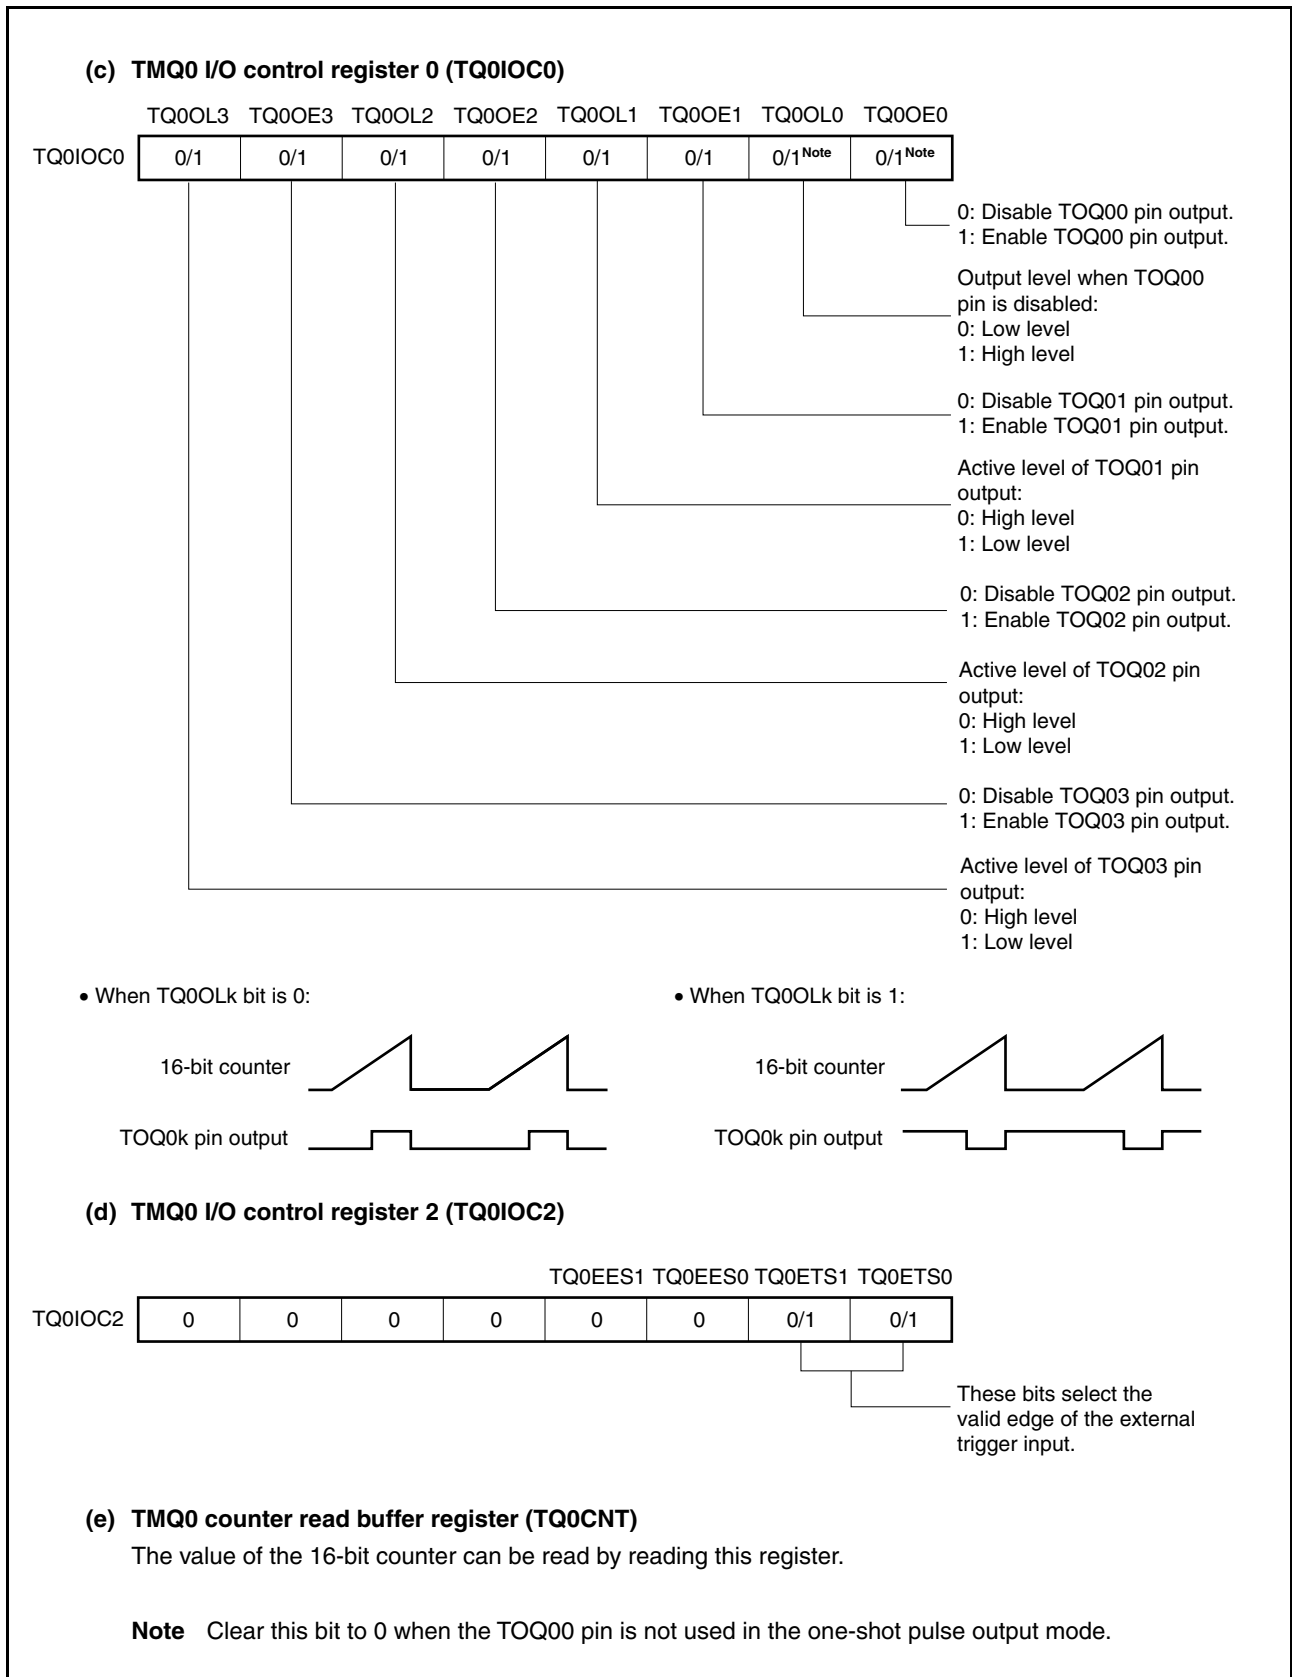 (c) TMQ0 I/O control register 0 (TQ0IOC0)
TQ0OL3 TQ0OE3 TQ0OL2 TQ0OE2 TQ0OL1 TQ0OE1 TQ0OL0 TQ0OE0
TQ0IOC0 0/1 0/1 0/1 0/1 0/1 0/1 0/1Note 0/1Note
0: Disable TOQ00 pin output.
1: Enable TOQ00 pin output.
Output level when TOQ00
pin is disabled:
0: Low level
1: High level
0: Disable TOQ01 pin output.
1: Enable TOQ01 pin output.
Active level of TOQ01 pin
output:
0: High level
1: Low level
0: Disable TOQ02 pin output.
1: Enable TOQ02 pin output.
Active level of TOQ02 pin
output:
0: High level
1: Low level
0: Disable TOQ03 pin output.
1: Enable TOQ03 pin output.
Active level of TOQ03 pin
output:
0: High level
1: Low level
• When TQ0OLk bit is 0:
16-bit counter
TOQ0k pin output
• When TQ0OLk bit is 1:
16-bit counter
TOQ0k pin output
(d) TMQ0 I/O control register 2 (TQ0IOC2)
TQ0EES1 TQ0EES0 TQ0ETS1 TQ0ETS0
TQ0IOC2 0 0 0 0 0 0 0/1 0/1
These bits select the
valid edge of the external
trigger input.
(e) TMQ0 counter read buffer register (TQ0CNT)
The value of the 16-bit counter can be read by reading this register.
Note Clear this bit to 0 when the TOQ00 pin is not used in the one-shot pulse output mode.